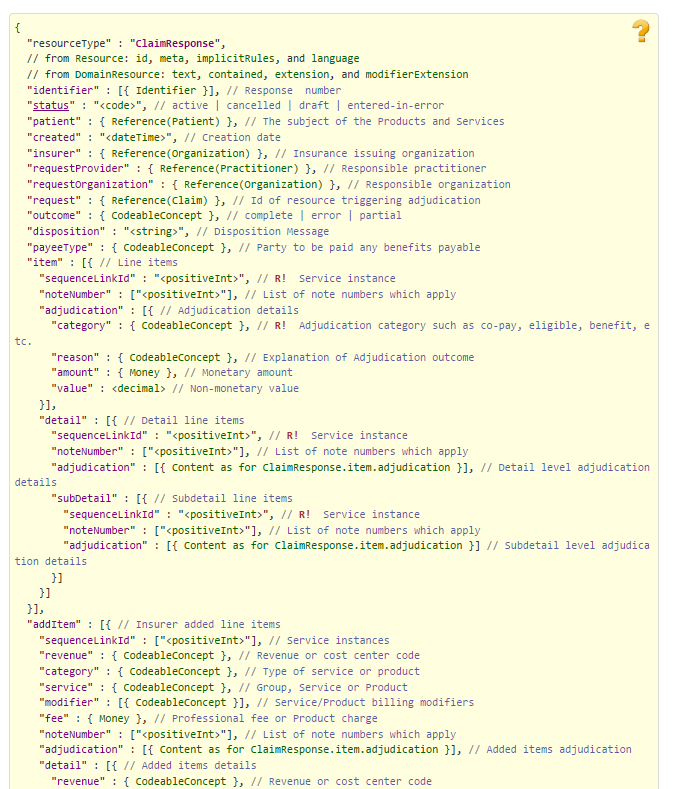 {
  "resourceType" : "ClaimResponse",
  // from Resource: id, meta, implicitRules, and language
  // from DomainResource: text, contained, extension, and modifierExtension
  "identifier" : [{ Identifier }], // Response  number
  "status" : "<code>", // active | cancelled | draft | entered-in-error
  "patient" : { Reference(Patient) }, // The subject of the Products and Services
  "created" : "<dateTime>", // Creation date
  "insurer" : { Reference(Organization) }, // Insurance issuing organization
  "requestProvider" : { Reference(Practitioner) }, // Responsible practitioner
  "requestOrganization" : { Reference(Organization) }, // Responsible organization
  "request" : { Reference(Claim) }, // Id of resource triggering adjudication
  "outcome" : { CodeableConcept }, // complete | error | partial
  "disposition" : "<string>", // Disposition Message
  "payeeType" : { CodeableConcept }, // Party to be paid any benefits payable
  "item" : [{ // Line items
    "sequenceLinkId" : "<positiveInt>", // R!  Service instance
    "noteNumber" : ["<positiveInt>"], // List of note numbers which apply
    "adjudication" : [{ // Adjudication details
      "category" : { CodeableConcept }, // R!  Adjudication category such as co-pay, eligible, benefit, e
tc.
      "reason" : { CodeableConcept }, // Explanation of Adjudication outcome
      "amount" : { Money }, // Monetary amount
      "value" : <decimal> // Non-monetary value
    }],
    "detail" : [{ // Detail line items
      "sequenceLinkId" : "<positiveInt>", // R!  Service instance
      "noteNumber" : ["<positiveInt>"], // List of note numbers which apply
      "adjudication" : [{ Content as for ClaimResponse.item.adjudication }], // Detail level adjudication
details
      "subDetail" : [{ // Subdetail line items
        "sequenceLinkId" : "<positiveInt>", // R!  Service instance
        "noteNumber" : ["<positiveInt>"], // List of note numbers which apply
        "adjudication" : [{ Content as for ClaimResponse.item.adjudication }] // Subdetail level adjudica
tion details
      }]
    }]
  }],
  "addItem" : [{ // Insurer added line items
    "sequenceLinkId" : ["<positiveInt>"], // Service instances
    "revenue" : { CodeableConcept }, // Revenue or cost center code
    "category" : { CodeableConcept }, // Type of service or product
    "service" : { CodeableConcept }, // Group, Service or Product
    "modifier" : [{ CodeableConcept }], // Service/Product billing modifiers
    "fee" : { Money }, // Professional fee or Product charge
    "noteNumber" : ["<positiveInt>"], // List of note numbers which apply
    "adjudication" : [{ Content as for ClaimResponse.item.adjudication }], // Added items adjudication
    "detail" : [{ // Added items details
      "revenue" : { CodeableConcept }, // Revenue or cost center code